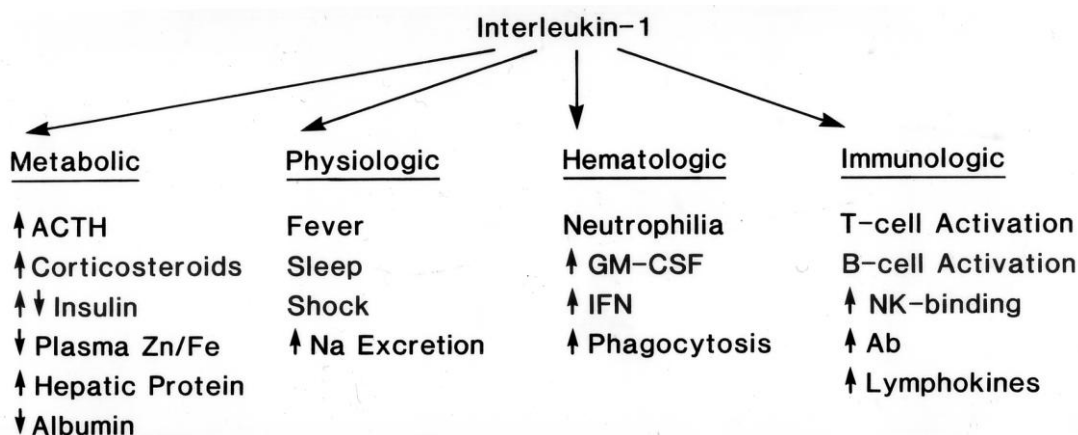 Interleukin-1
Metabolic
↑ ACTH
↑ Corticosteroids
↑↓ Insulin
↓ Plasma Zn/Fe
↑ Hepatic Protein
↓ Albumin
Physiologic
Fever
Sleep
Shock
↑ Na Excretion
Hematologic
Neutrophilia
↑ GM-CSF
↑ IFN
↑ Phagocytosis
Immunologic
T-cell Activation
B-cell Activation
↑ NK-binding
↑ Ab
↑ Lymphokines